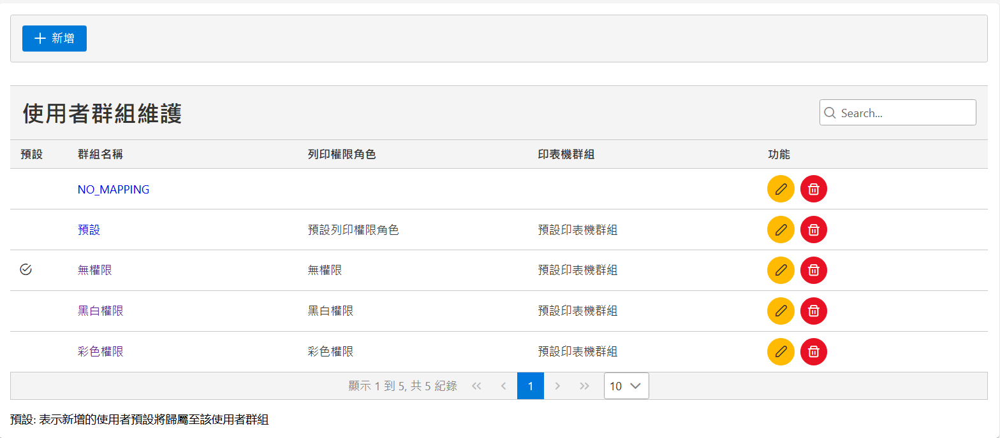 新增
使用者群組維護
Search...
預設 群組名稱 列印權限角色 印表機群組 功能
NO_MAPPING
預設 預設列印權限角色 預設印表機群組
無權限 無權限 預設印表機群組
黑白權限 黑白權限 預設印表機群組
彩色權限 彩色權限 預設印表機群組
顯示 1 到 5, 共 5 紀錄 1 10
預設: 表示新增的使用者預設將歸屬至該使用者群組